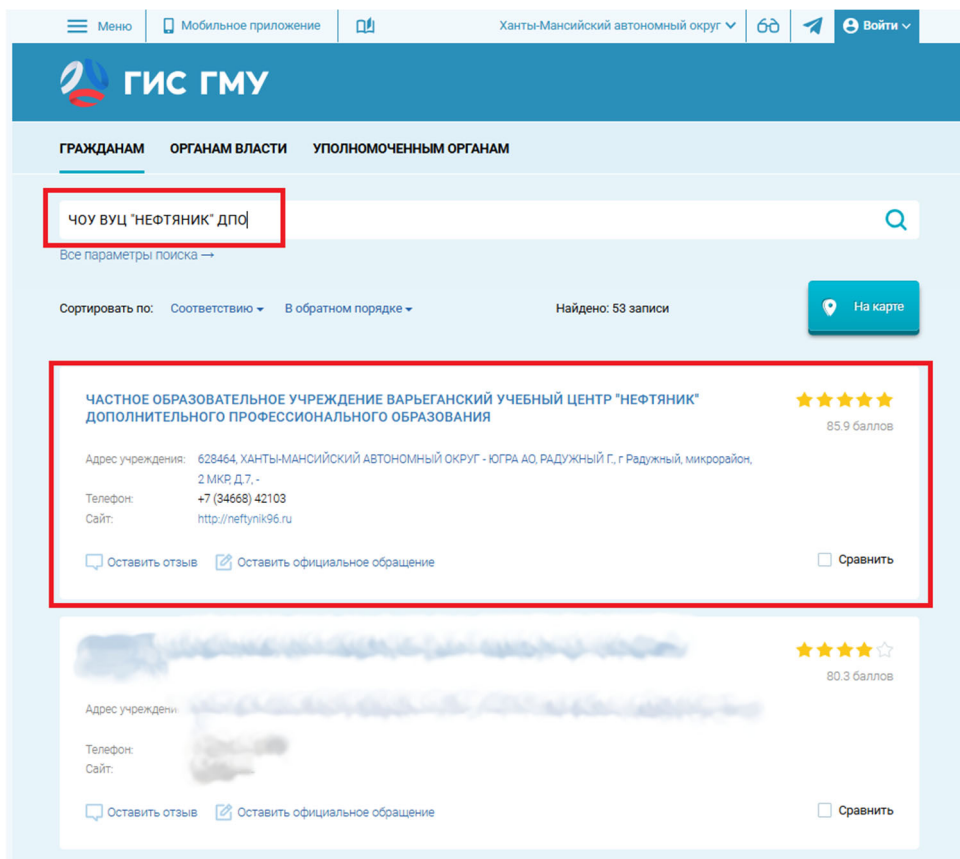 Меню Мобильное приложение Ханты-Мансийский автономный округ Войти
ГИС ГМУ
ГРАЖДАНАМ ОРГАНАМ ВЛАСТИ УПОЛНОМОЧЕННЫМ ОРГАНАМ
ЧОУ ВУЦ "НЕФТЯНИК" ДПО
Все параметры поиска →
Сортировать по: Соответствию В обратном порядке Найдено: 53 записи На карте
ЧАСТНОЕ ОБРАЗОВАТЕЛЬНОЕ УЧРЕЖДЕНИЕ ВАРЬЕГАНСКИЙ УЧЕБНЫЙ ЦЕНТР "НЕФТЯНИК"
ДОПОЛНИТЕЛЬНОГО ПРОФЕССИОНАЛЬНОГО ОБРАЗОВАНИЯ
85.9 баллов
Адрес учреждения: 628464, ХАНТЫ-МАНСИЙСКИЙ АВТОНОМНЫЙ ОКРУГ - ЮГРА АО, РАДУЖНЫЙ Г., г Радужный, микрорайон,
2 МКР, Д.7, -
Телефон: +7 (34668) 42103
Сайт: http://neftynik96.ru
Оставить отзыв Оставить официальное обращение Сравнить
80.3 баллов
Адрес учреждени
Телефон:
Сайт:
Оставить отзыв Оставить официальное обращение Сравнить